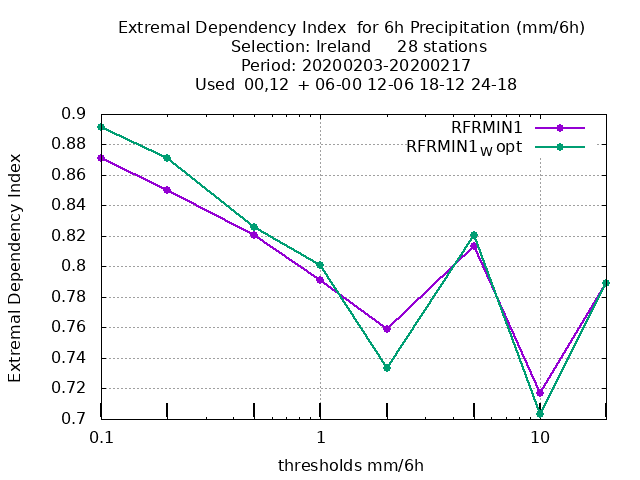 Extremal Dependency Index  for 6h Precipitation (mm/6h)
Selection: Ireland     28 stations
Period: 20200203-20200217
Used  00,12  + 06-00 12-06 18-12 24-18
RFRMIN1
RFRMIN1W opt
Extremal Dependency Index
0.9
0.88
0.86
0.84
0.82
0.8
0.78
0.76
0.74
0.72
0.7
0.1 1 10
thresholds mm/6h